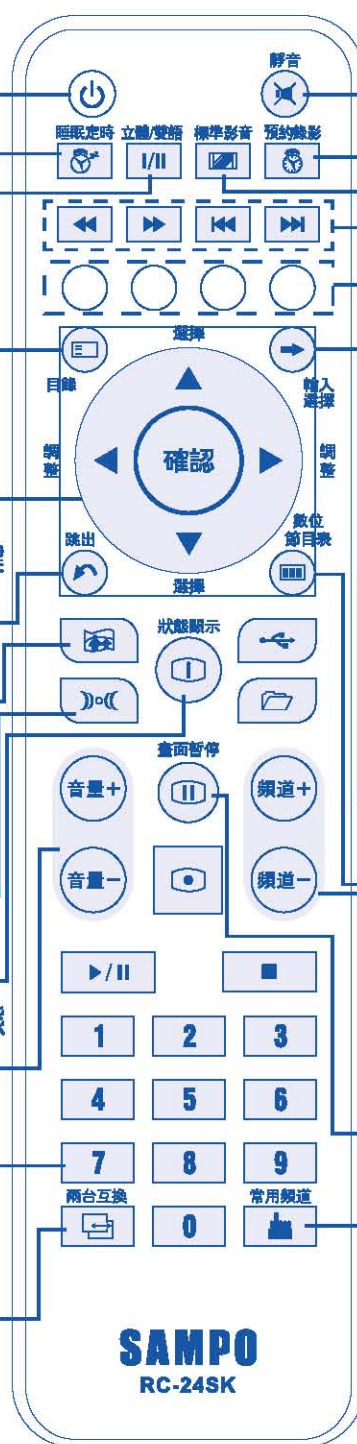 靜音
睡眠定時 立體/雙語 標準影音 預約錄影
I/II
選擇
目錄
輸入
選擇
調整
確認
調整
數位
節目表
跳出
選擇
狀態顯示
畫面暫停
音量+
頻道+
音量−
頻道−
1 2 3
4 5 6
7 8 9
兩台互換
常用頻道
0
SAMPO
RC-24SK